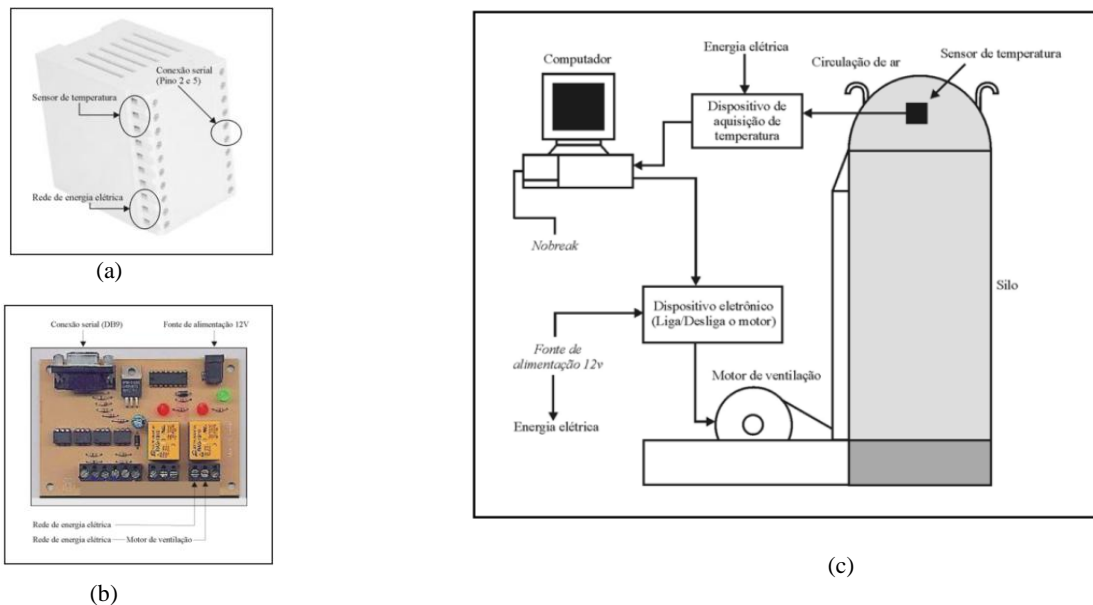 Conexão serial
(Pino 2 e 5)
Sensor de temperatura
Rede de energia elétrica
(a)
Conexão serial (DB9)
Fonte de alimentação 12V
Rede de energia elétrica
Rede de energia elétrica
Motor de ventilação
(b)
Energia elétrica
Computador
Circulação de ar
Sensor de temperatura
Dispositivo de
aquisição de
temperatura
Nobreak
Silo
Dispositivo eletrônico
(Liga/Desliga o motor)
Fonte de
alimentação 12v
Motor de ventilação
Energia elétrica
(c)